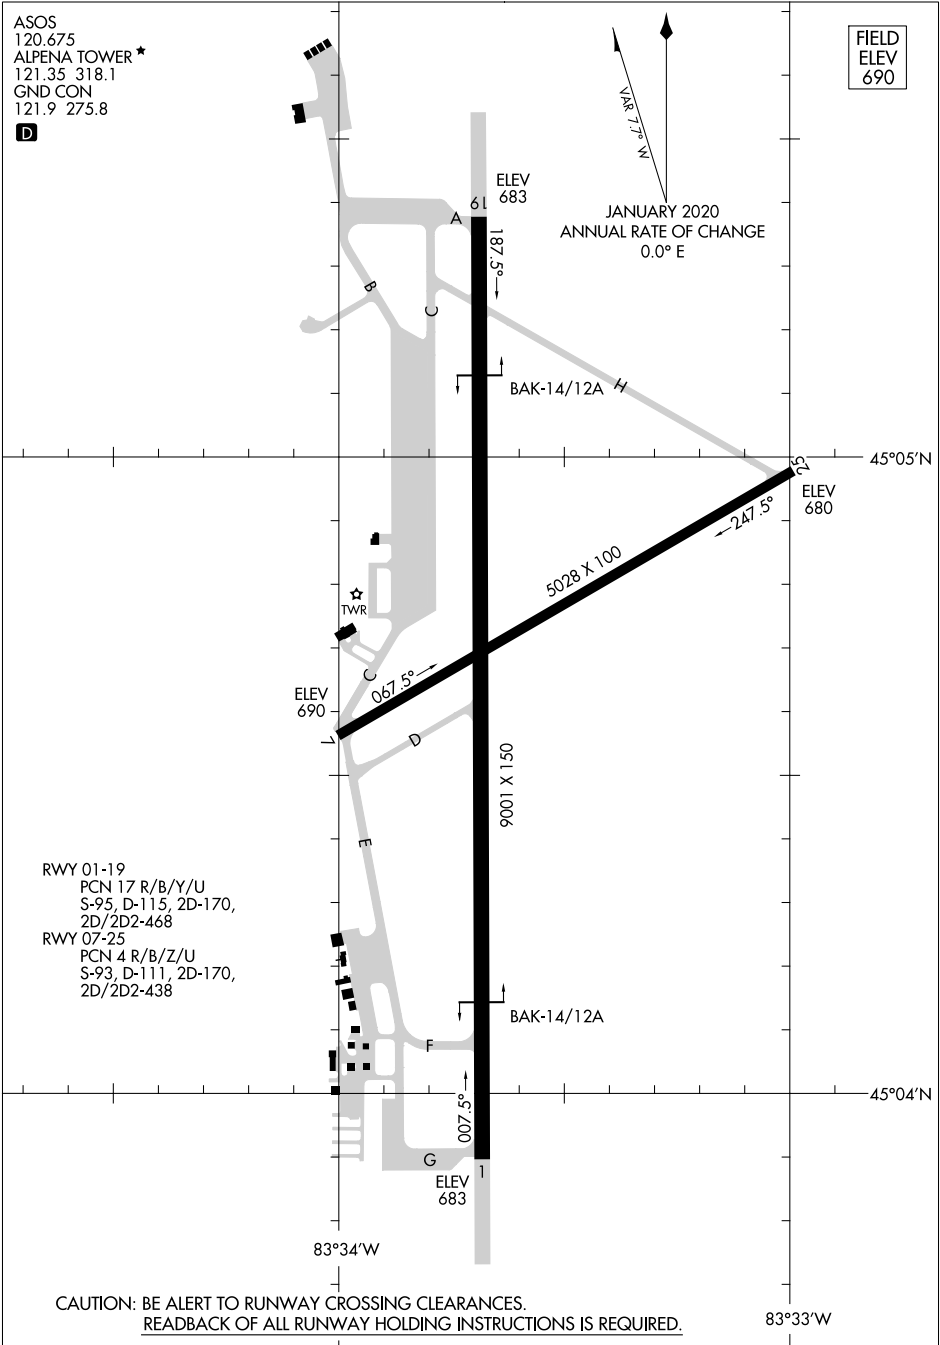 ASOS
120.675
ALPENA TOWER ★
121.35 318.1
GND CON
121.9 275.8
D
FIELD
ELEV
690
VAR 7.7° W
JANUARY 2020
ANNUAL RATE OF CHANGE
0.0° E
ELEV
683
19
A
187.5°
B
C
H
BAK-14/12A
45°05'N
25
ELEV
680
247.5°
5028 X 100
TWR
C
067.5°
ELEV
690
7
D
9001 X 150
E
RWY 01-19
PCN 17 R/B/Y/U
S-95, D-115, 2D-170,
2D/2D2-468
RWY 07-25
PCN 4 R/B/Z/U
S-93, D-111, 2D-170,
2D/2D2-438
BAK-14/12A
F
45°04'N
007.5°
G
1
ELEV
683
83°34'W
83°33'W
CAUTION: BE ALERT TO RUNWAY CROSSING CLEARANCES.
READBACK OF ALL RUNWAY HOLDING INSTRUCTIONS IS REQUIRED.